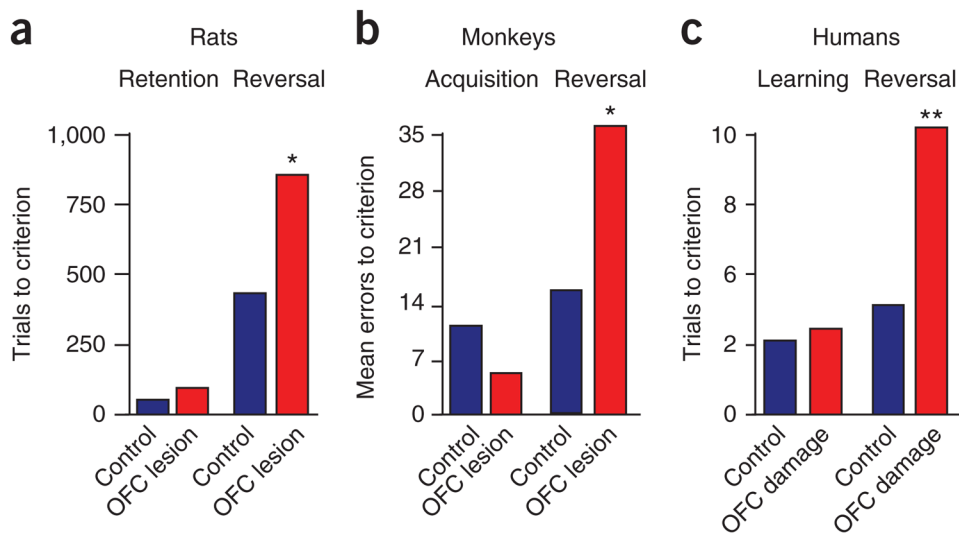 a
Rats
Retention Reversal
Trials to criterion
1,000
750
500
250
0
*
Control
OFC lesion
Control
OFC lesion
b
Monkeys
Acquisition Reversal
Mean errors to criterion
35
28
21
14
7
0
*
Control
OFC lesion
Control
OFC lesion
c
Humans
Learning Reversal
Trials to criterion
10
8
6
2
0
**
Control
OFC damage
Control
OFC damage